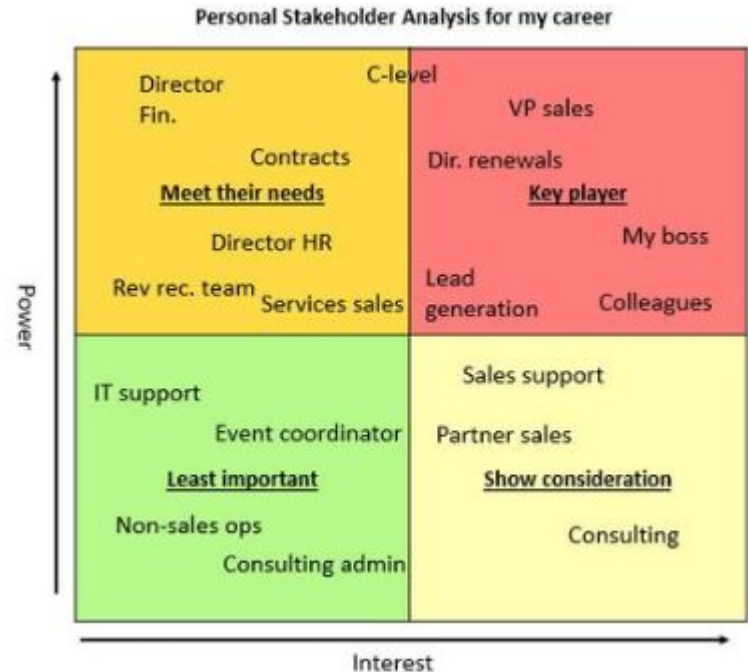 Personal Stakeholder Analysis for my career
C-level
Director
Fin.
VP sales
Contracts
Dir. renewals
Meet their needs
Key player
Director HR
My boss
Rev rec. team
Services sales
Lead
generation
Colleagues
Power
IT support
Sales support
Event coordinator
Partner sales
Least important
Show consideration
Non-sales ops
Consulting
Consulting admin
Interest